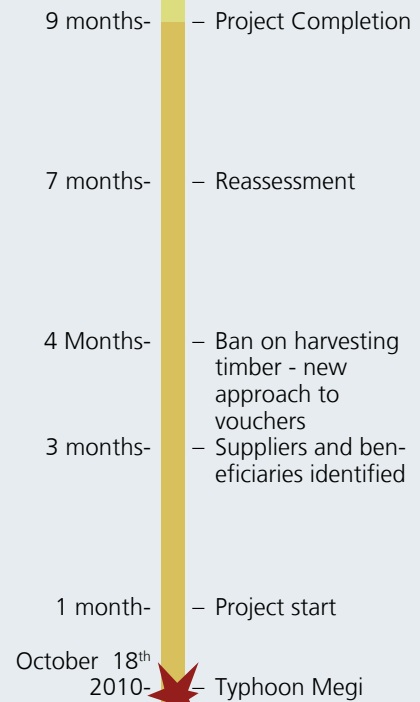 9 months- – Project Completion
7 months- – Reassessment
4 Months- – Ban on harvesting
timber - new
approach to
vouchers
3 months- – Suppliers and ben-
eficiaries identified
1 month- – Project start
October 18th
2010- – Typhoon Megi